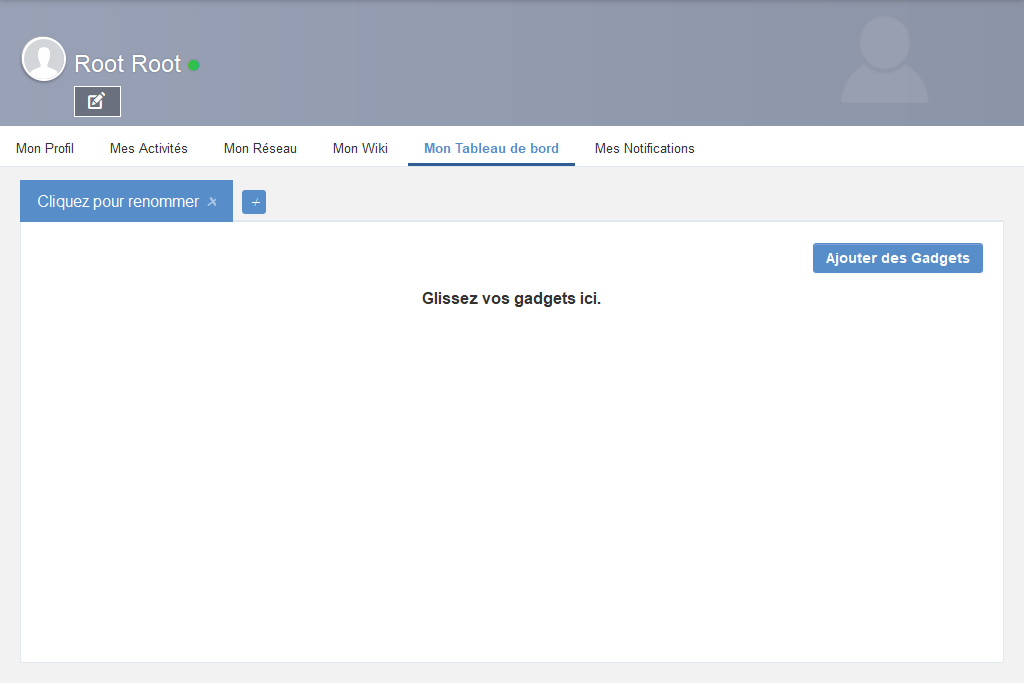 Root Root
Mon Profil Mes Activités Mon Réseau Mon Wiki Mon Tableau de bord Mes Notifications
Cliquez pour renommer
Ajouter des Gadgets
Glissez vos gadgets ici.